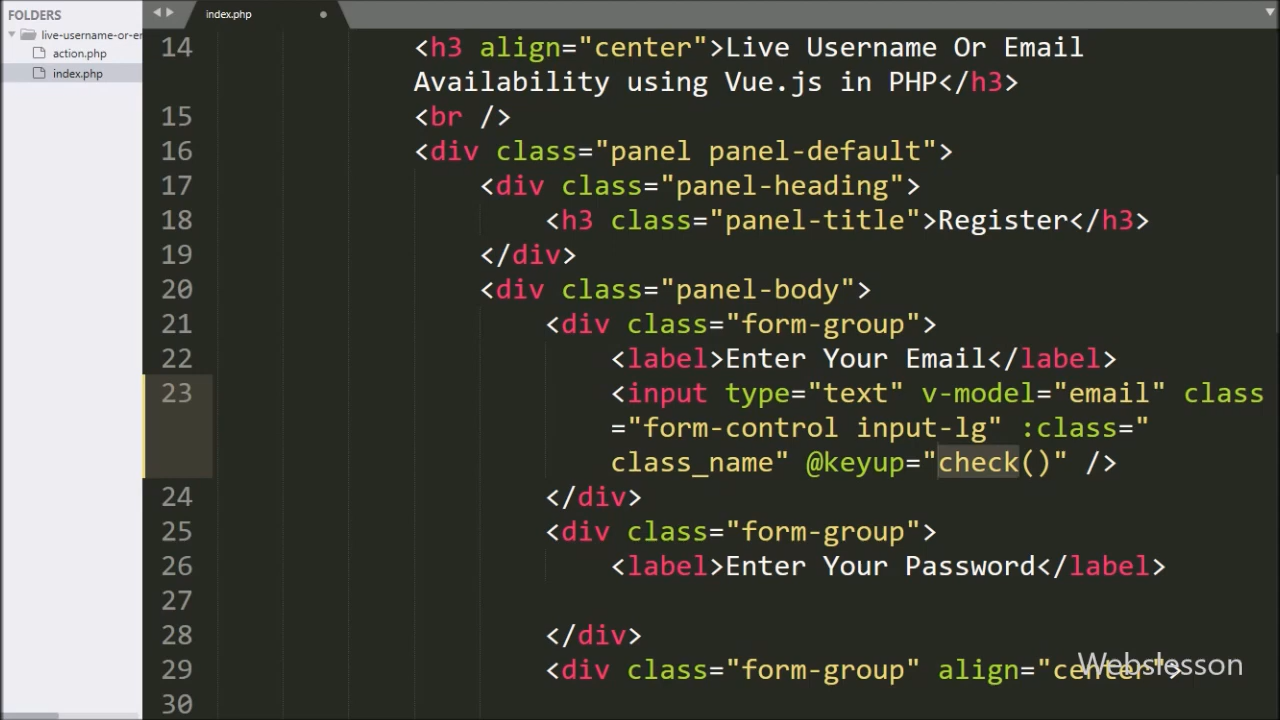 FOLDERS
live-username-or-er
action.php
index.php
index.php
14 <h3 align="center">Live Username Or Email
Availability using Vue.js in PHP</h3>
15 <br />
16 <div class="panel panel-default">
17 <div class="panel-heading">
18 <h3 class="panel-title">Register</h3>
19 </div>
20 <div class="panel-body">
21 <div class="form-group">
22 <label>Enter Your Email</label>
23 <input type="text" v-model="email" class
="form-control input-lg" :class="
class_name" @keyup="check()" />
24 </div>
25 <div class="form-group">
26 <label>Enter Your Password</label>
27
28 </div>
29 <div class="form-group" align="center">
Webslesson
30